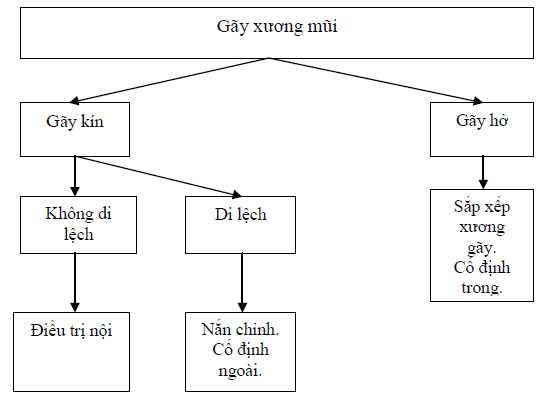 Gãy xương mũi
Gãy kín
Gãy hở
Không di
lệch
Di lệch
Sắp xếp
xương
gãy.
Cố định
trong.
Điều trị nội
Nắn chinh.
Cố định
ngoài.